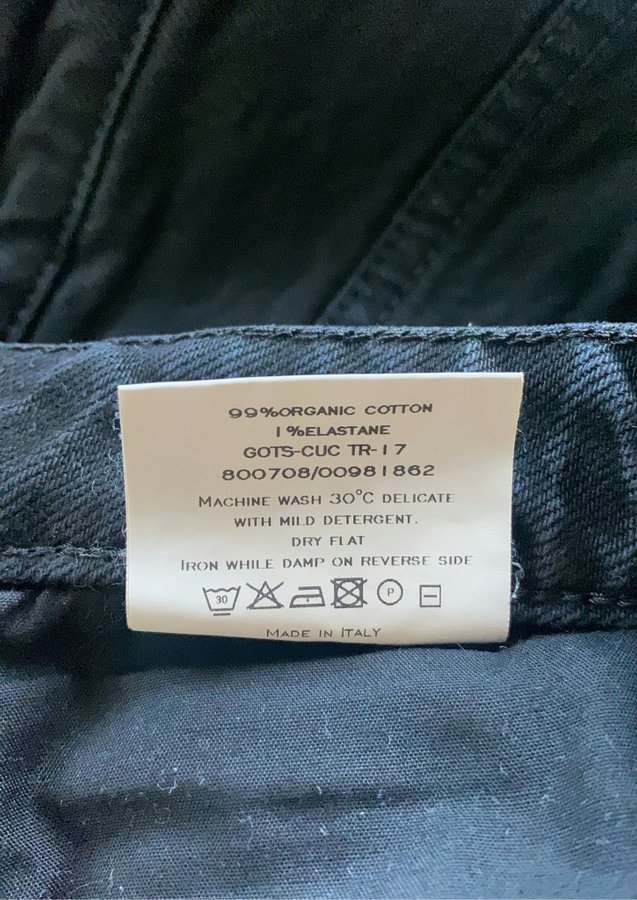 99%ORGANIC COTTON
1%ELASTANE
GOTS-CUC TR-17
800708/00981862
MACHINE WASH 30°C DELICATE
WITH MILD DETERGENT.
DRY FLAT
IRON WHILE DAMP ON REVERSE SIDE
30 P
MADE IN ITALY